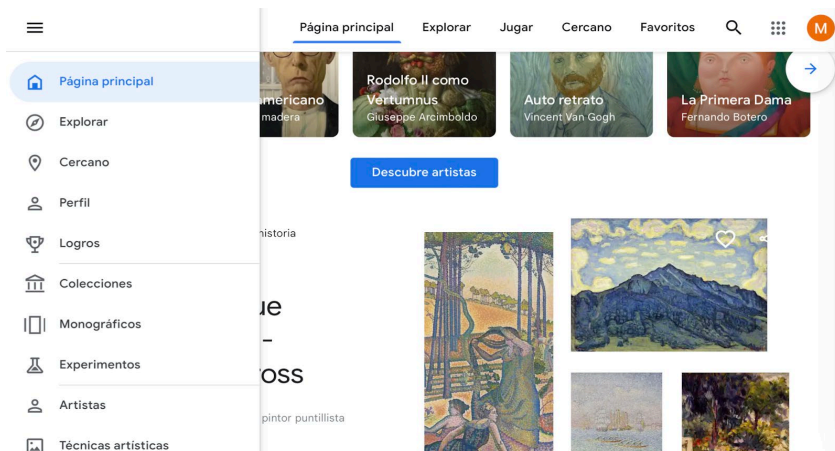 Página principal
Explorar
Jugar
Cercano
Favoritos
M
Página principal
Explorar
Cercano
Perfil
Logros
Colecciones
Monográficos
Experimentos
Artistas
Técnicas artísticas
americano
madera
Rodolfo II como
Vertumnus
Giuseppe Arcimboldo
Auto retrato
Vincent Van Gogh
La Primera Dama
Fernando Botero
Descubre artistas
historia
ue
-
oss
pintor puntillista